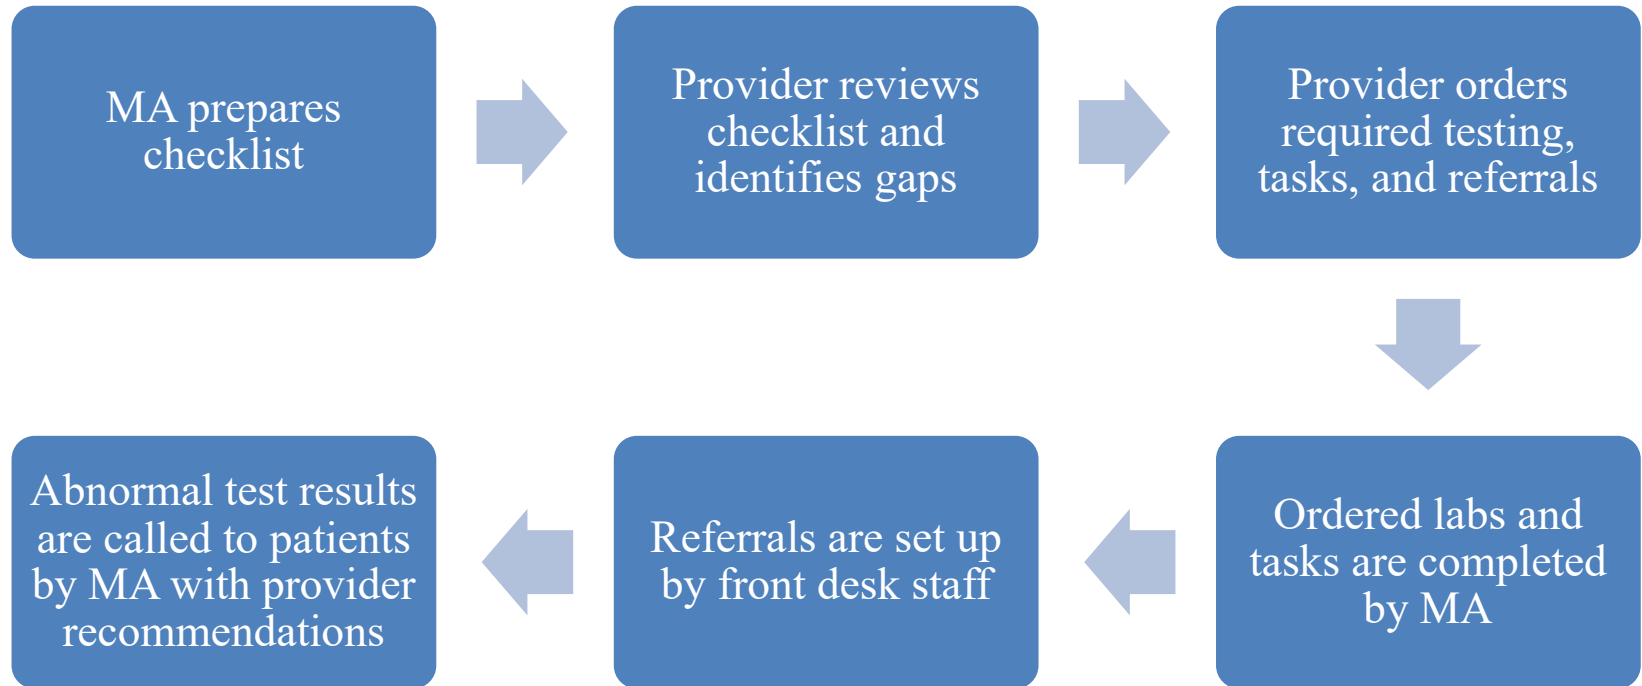 MA prepares
checklist
Provider reviews
checklist and
identifies gaps
Provider orders
required testing,
tasks, and referrals
Ordered labs and
tasks are completed
by MA
Referrals are set up
by front desk staff
Abnormal test results
are called to patients
by MA with provider
recommendations